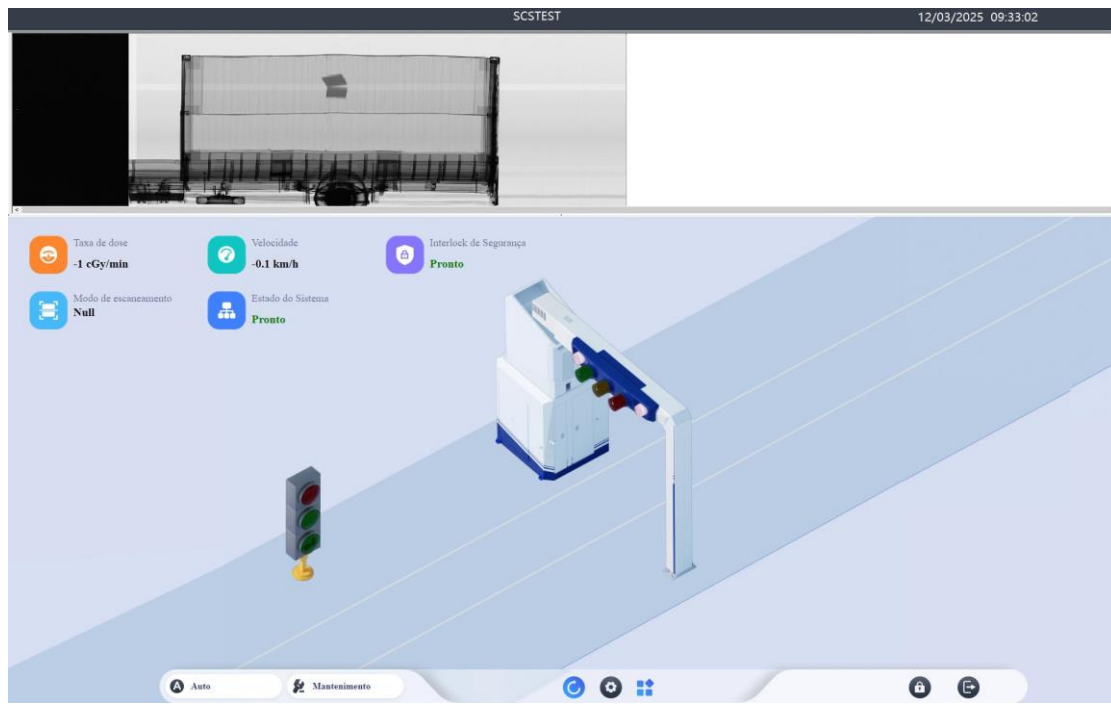 SCSTEST
12/03/2025 09:33:02
Taxa de dose
-1 cGy/min
Velocidade
-0.1 km/h
Interlock de Segurança
Pronto
Modo de escaneamento
Null
Estado do Sistema
Pronto
A Auto
Mantenimento